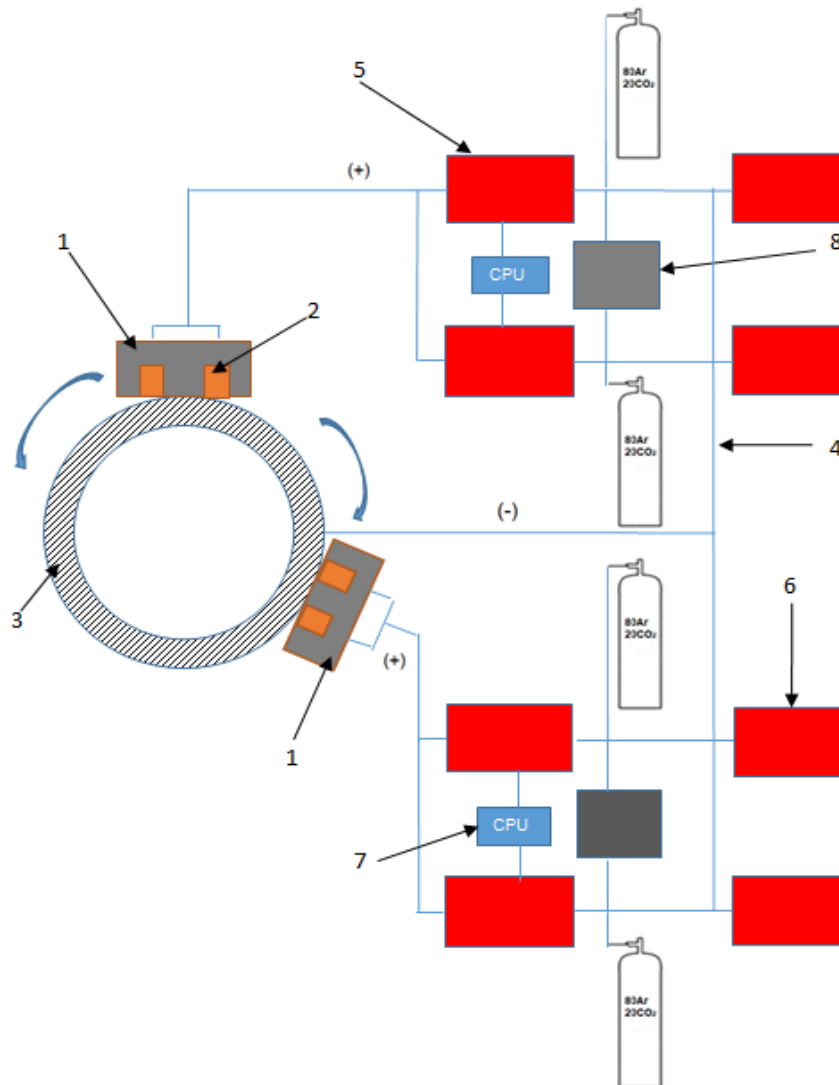 80Ar
20CO₂
5
(+)
1
8
2
CPU
80Ar
20CO₂
4
(-)
3
80Ar
20CO₂
6
(+)
1
CPU
7
80Ar
20CO₂